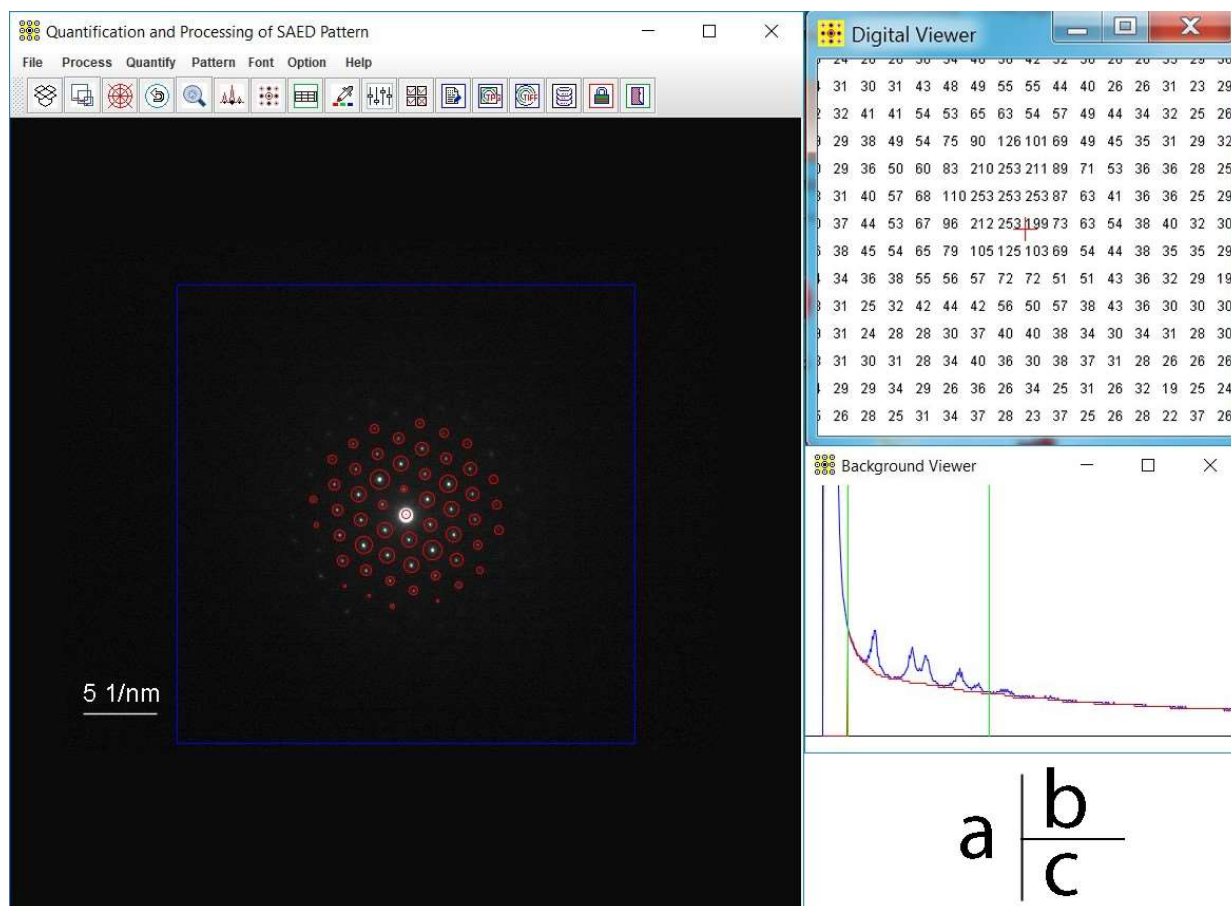 Quantification and Processing of SAED Pattern
File Process Quantify Pattern Font Option Help
5 1/nm
Digital Viewer
31 30 31 43 48 49 55 55 44 40 26 26 31 23 29
32 41 41 54 53 65 63 54 57 49 44 34 32 25 26
29 38 49 54 75 90 126 101 69 49 45 35 31 29 32
29 36 50 60 83 210 253 211 89 71 53 36 36 28 25
31 40 57 68 110 253 253 253 87 63 41 36 36 25 29
37 44 53 67 96 212 253 199 73 63 54 38 40 32 30
38 45 54 65 79 105 125 103 69 54 44 38 35 35 29
34 36 38 55 56 57 72 72 51 51 43 36 32 29 19
31 25 32 42 44 42 56 50 57 38 43 36 30 30 30
31 24 28 28 30 37 40 40 38 34 30 34 31 28 30
31 30 31 28 34 40 36 30 38 37 31 28 26 26 26
29 29 34 29 26 36 26 34 25 31 26 32 19 25 24
26 28 25 31 34 37 28 23 37 25 26 28 22 37 26
Background Viewer
a b
c